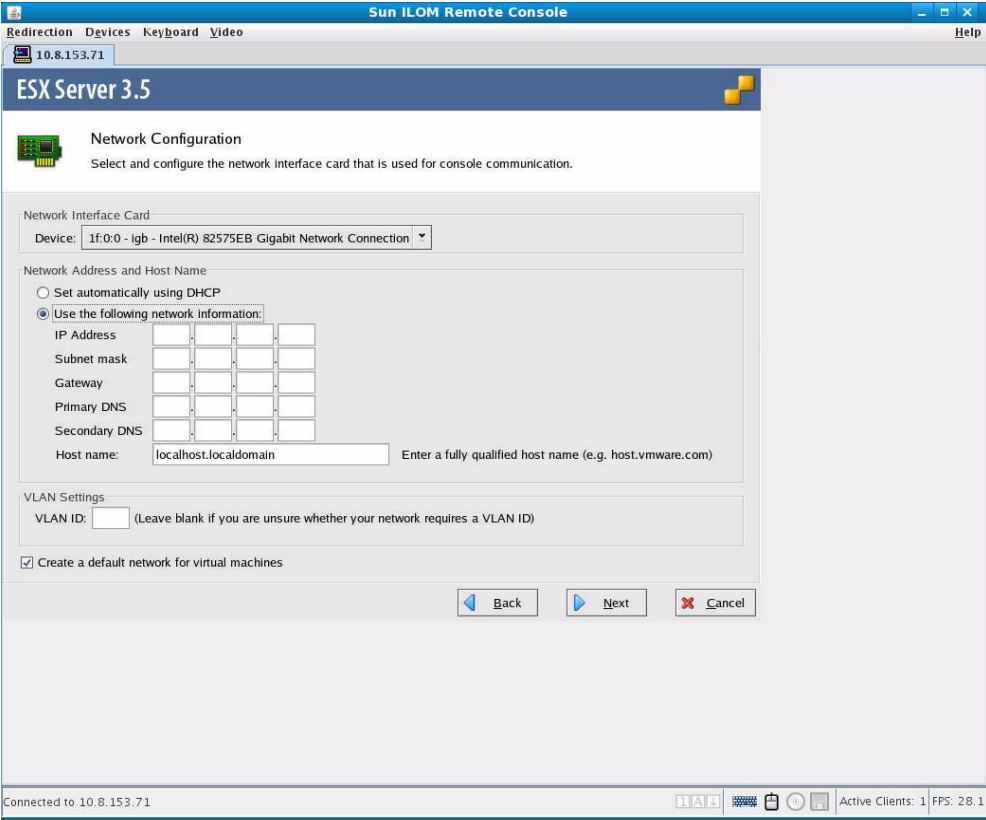 Sun ILOM Remote Console
Redirection Devices Keyboard Video Help
10.8.153.71
ESX Server 3.5
Network Configuration
Select and configure the network interface card that is used for console communication.
Network Interface Card
Device: 1f:0:0 - igb - Intel(R) 82575EB Gigabit Network Connection
Network Address and Host Name
Set automatically using DHCP
Use the following network information:
IP Address . . .
Subnet mask . . .
Gateway . . .
Primary DNS . . .
Secondary DNS . . .
Host name: localhost.localdomain Enter a fully qualified host name (e.g. host.vmware.com)
VLAN Settings
VLAN ID: (Leave blank if you are unsure whether your network requires a VLAN ID)
Create a default network for virtual machines
Back Next Cancel
Connected to 10.8.153.71 1 A Active Clients: 1 FPS: 28.1